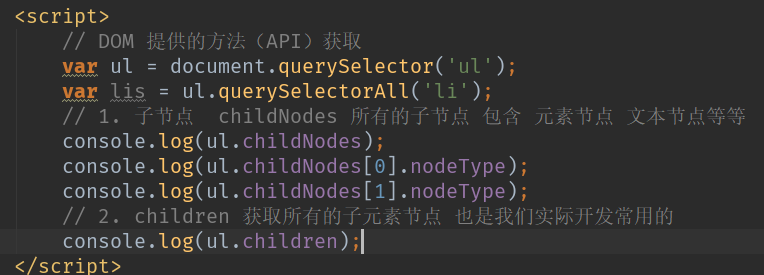 <script>
// DOM 提供的方法（API）获取
var ul = document.querySelector('ul');
var lis = ul.querySelectorAll('li');
// 1. 子节点  childNodes 所有的子节点 包含 元素节点 文本节点等等
console.log(ul.childNodes);
console.log(ul.childNodes[0].nodeType);
console.log(ul.childNodes[1].nodeType);
// 2. children 获取所有的子元素节点 也是我们实际开发常用的
console.log(ul.children);
</script>